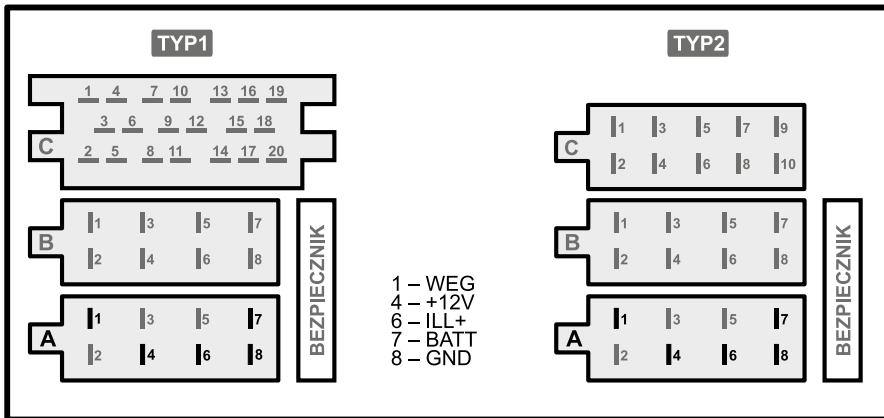 TYP1
1 4 7 10 13 16 19
3 6 9 12 15 18
C
2 5 8 11 14 17 20
1 3 5 7
B
2 4 6 8
1 3 5 7
A
2 4 6 8
BEZPIECZNIK
1 – WEG
4 – +12V
6 – ILL+
7 – BATT
8 – GND
TYP2
1 3 5 7 9
C
2 4 6 8 10
1 3 5 7
B
2 4 6 8
1 3 5 7
A
2 4 6 8
BEZPIECZNIK